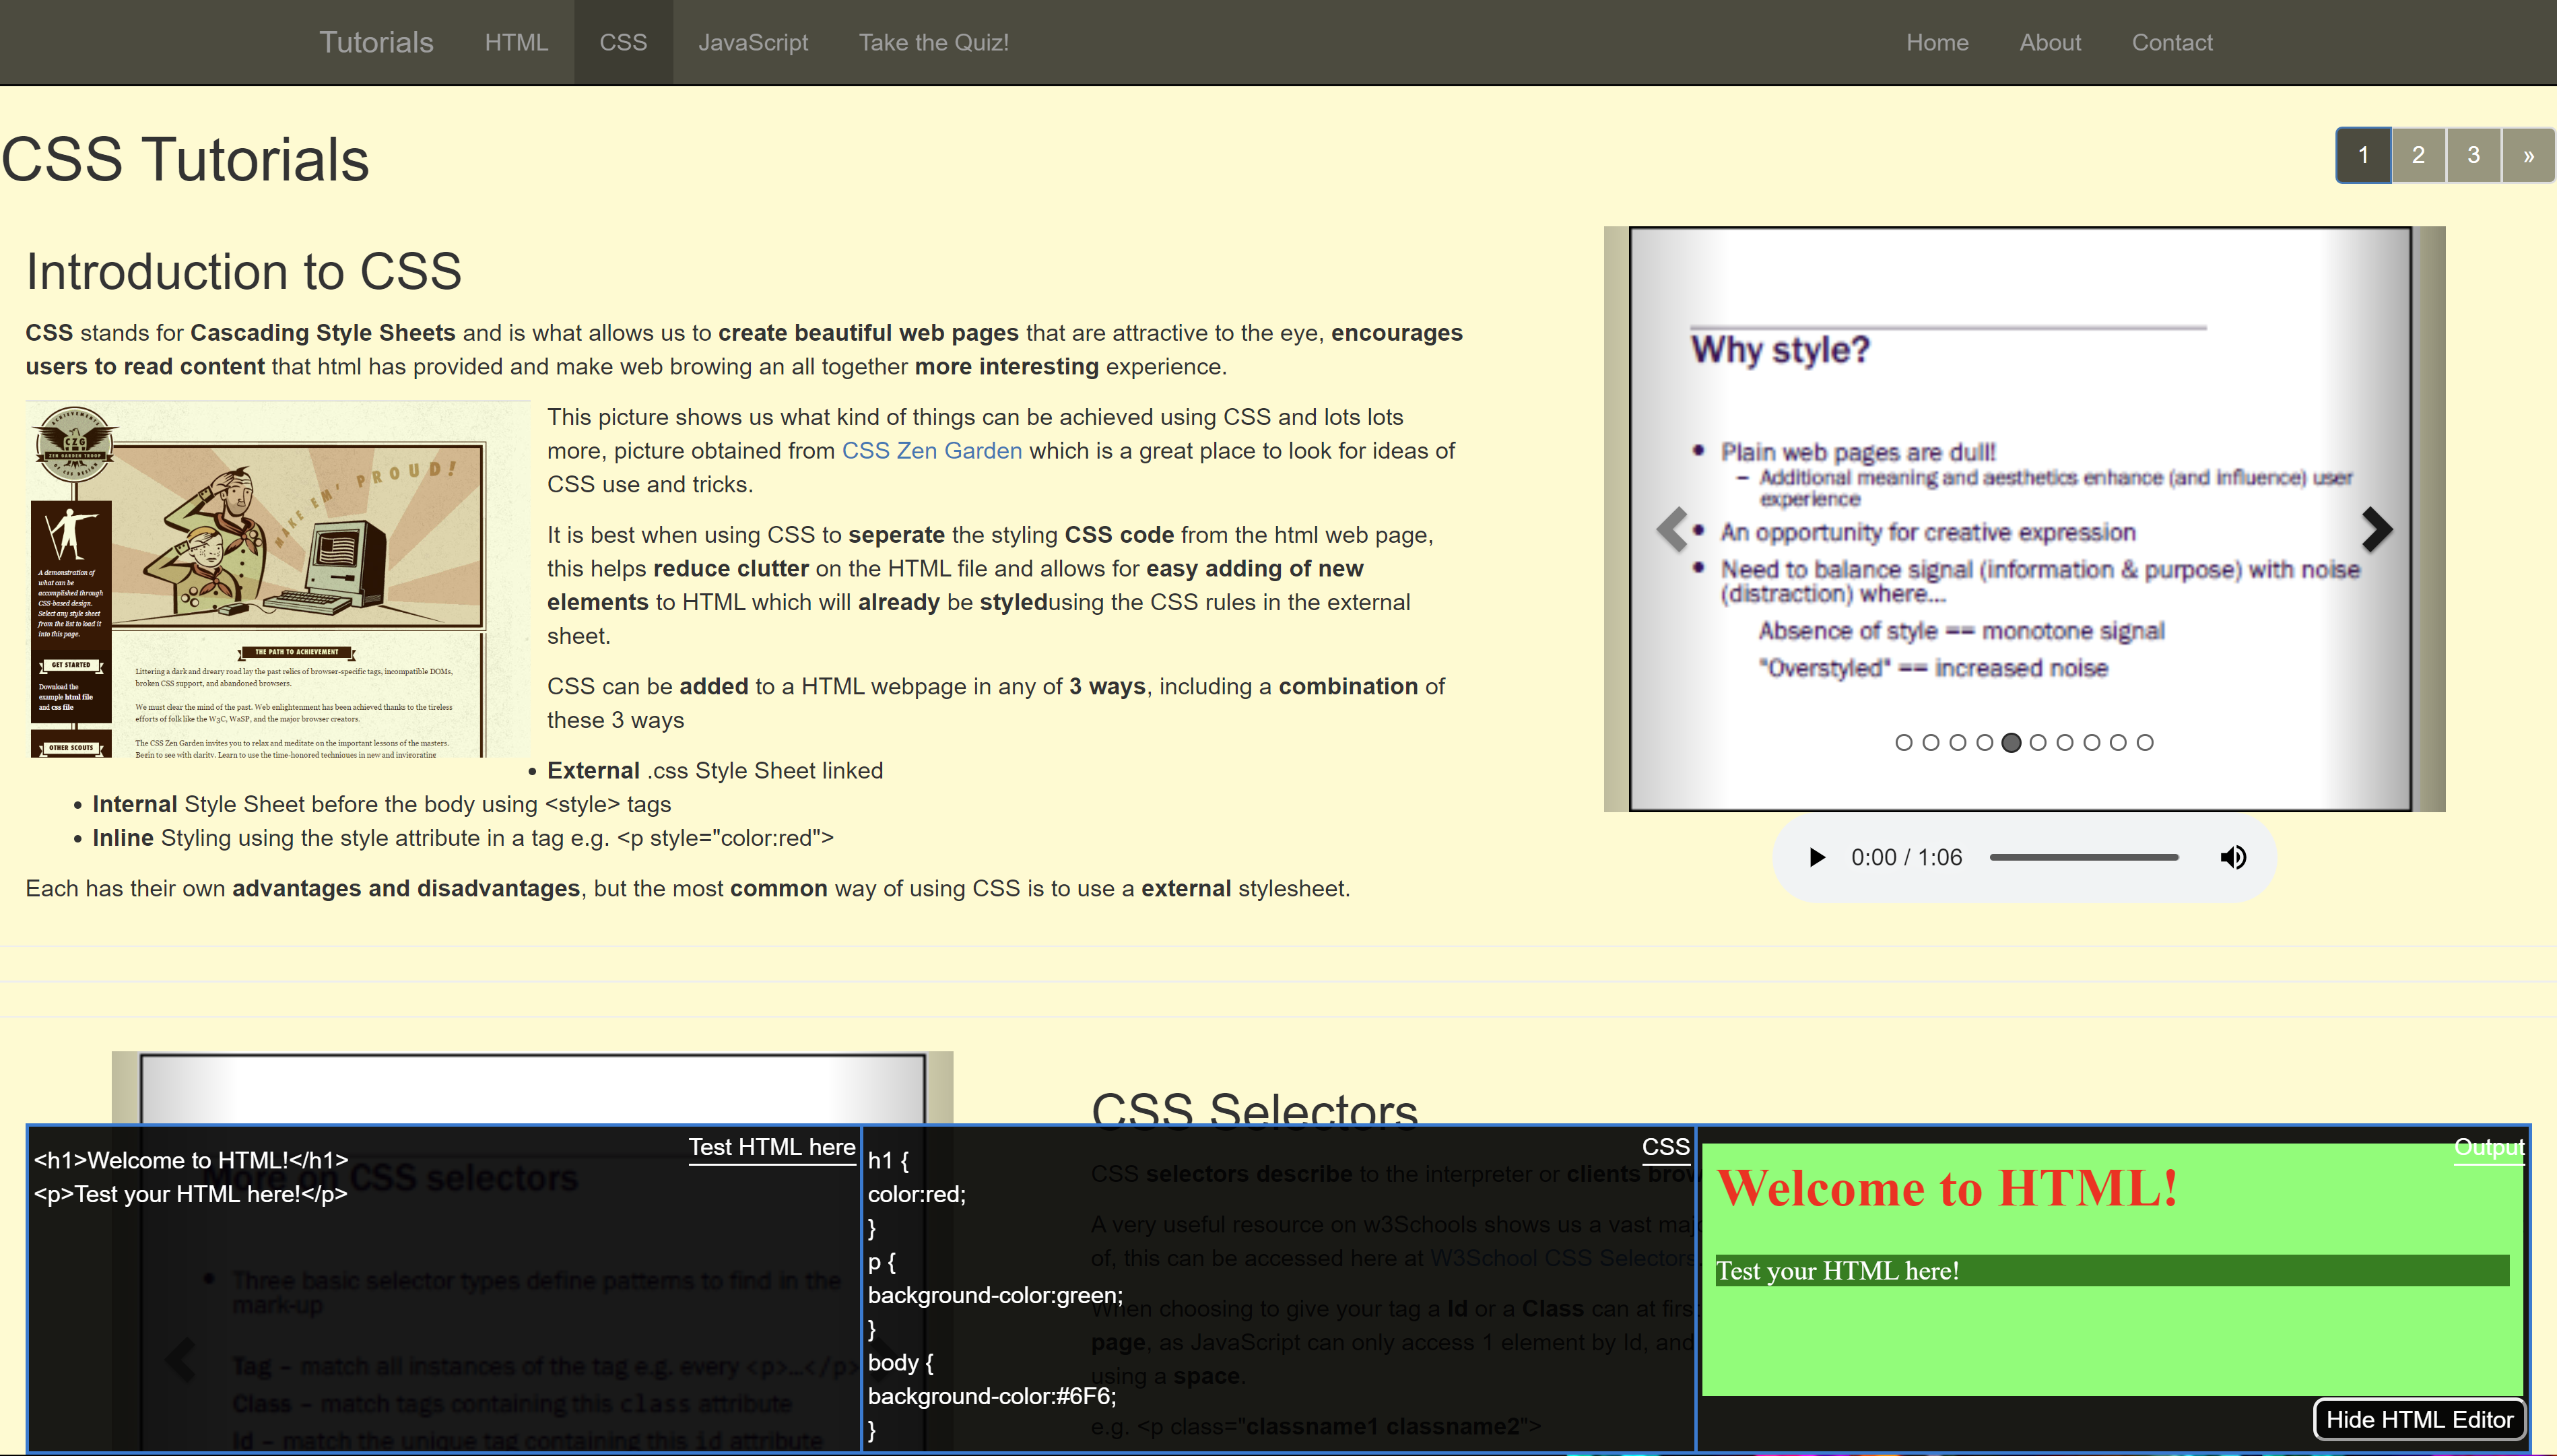 Tutorials HTML CSS JavaScript Take the Quiz! Home About Contact
CSS Tutorials
1 2 3 »
Introduction to CSS
CSS stands for Cascading Style Sheets and is what allows us to create beautiful web pages that are attractive to the eye, encourages
users to read content that html has provided and make web browing an all together more interesting experience.
ACHIEVEMENTS
CZG
ZEN GARDEN TROOP
OF CSS DESIGN
MAKE EM' PROUD!
A demonstration of
what can be
accomplished through
CSS-based design.
Select any style sheet
from the list to load it
into this page.
GET STARTED
Download the
example html file
and css file
OTHER SCOUTS
THE PATH TO ACHIEVEMENT
Littering a dark and dreary road lay the past relics of browser-specific tags, incompatible DOMs,
broken CSS support, and abandoned browsers.
We must clear the mind of the past. Web enlightenment has been achieved thanks to the tireless
efforts of folk like the W3C, WaSP, and the major browser creators.
The CSS Zen Garden invites you to relax and meditate on the important lessons of the masters.
Begin to see with clarity. Learn to use the time-honored techniques in new and invigorating
This picture shows us what kind of things can be achieved using CSS and lots lots
more, picture obtained from CSS Zen Garden which is a great place to look for ideas of
CSS use and tricks.
It is best when using CSS to seperate the styling CSS code from the html web page,
this helps reduce clutter on the HTML file and allows for easy adding of new
elements to HTML which will already be styledusing the CSS rules in the external
sheet.
CSS can be added to a HTML webpage in any of 3 ways, including a combination of
these 3 ways
• External .css Style Sheet linked
• Internal Style Sheet before the body using <style> tags
• Inline Styling using the style attribute in a tag e.g. <p style="color:red">
Each has their own advantages and disadvantages, but the most common way of using CSS is to use a external stylesheet.
Why style?
• Plain web pages are dull!
– Additional meaning and aesthetics enhance (and influence) user
experience
• An opportunity for creative expression
• Need to balance signal (information & purpose) with noise
(distraction) where...
Absence of style == monotone signal
"Overstyled" == increased noise
0:00 / 1:06
More on CSS selectors
• Three basic selector types define patterns to find in the
mark-up
Tag – match all instances of the tag e.g. every <p>...</p>
Class – match tags containing this class attribute
Id – match the unique tag containing this id attribute
CSS Selectors
CSS selectors describe to the interpreter or clients brow
A very useful resource on w3Schools shows us a vast maj
of, this can be accessed here at W3School CSS Selectors.
When choosing to give your tag a Id or a Class can at firs
page, as JavaScript can only access 1 element by Id, and
using a space.
e.g. <p class="classname1 classname2">
Test HTML here
<h1>Welcome to HTML!</h1>
<p>Test your HTML here!</p>
CSS
h1 {
color:red;
}
p {
background-color:green;
}
body {
background-color:#6F6;
}
Output
Welcome to HTML!
Test your HTML here!
Hide HTML Editor